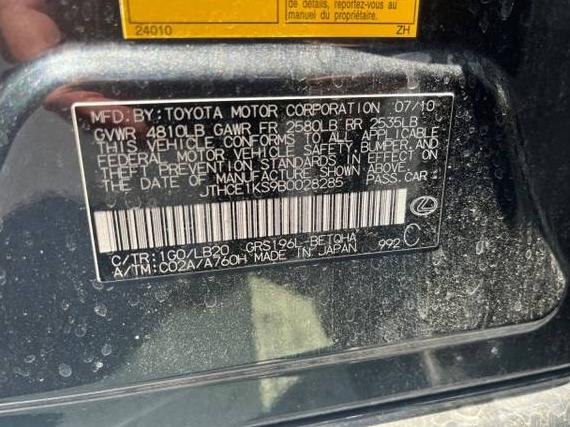 de détails, reportez-vous au
manuel du propriétaire.
24010 ZH
MFD. BY: TOYOTA MOTOR CORPORATION 07/10
GVWR 4810LB GAWR FR 2580LB RR 2535LB
THIS VEHICLE CONFORMS TO ALL APPLICABLE
FEDERAL MOTOR VEHICLE SAFETY, BUMPER, AND
THEFT PREVENTION STANDARDS IN EFFECT ON
THE DATE OF MANUFACTURE SHOWN ABOVE.
JTHCE1KS9B0028285 PASS. CAR
C/TR: 1G0/LB20 GRS196L-BETQHA 992 C
A/TM: C02A/A760H MADE IN JAPAN